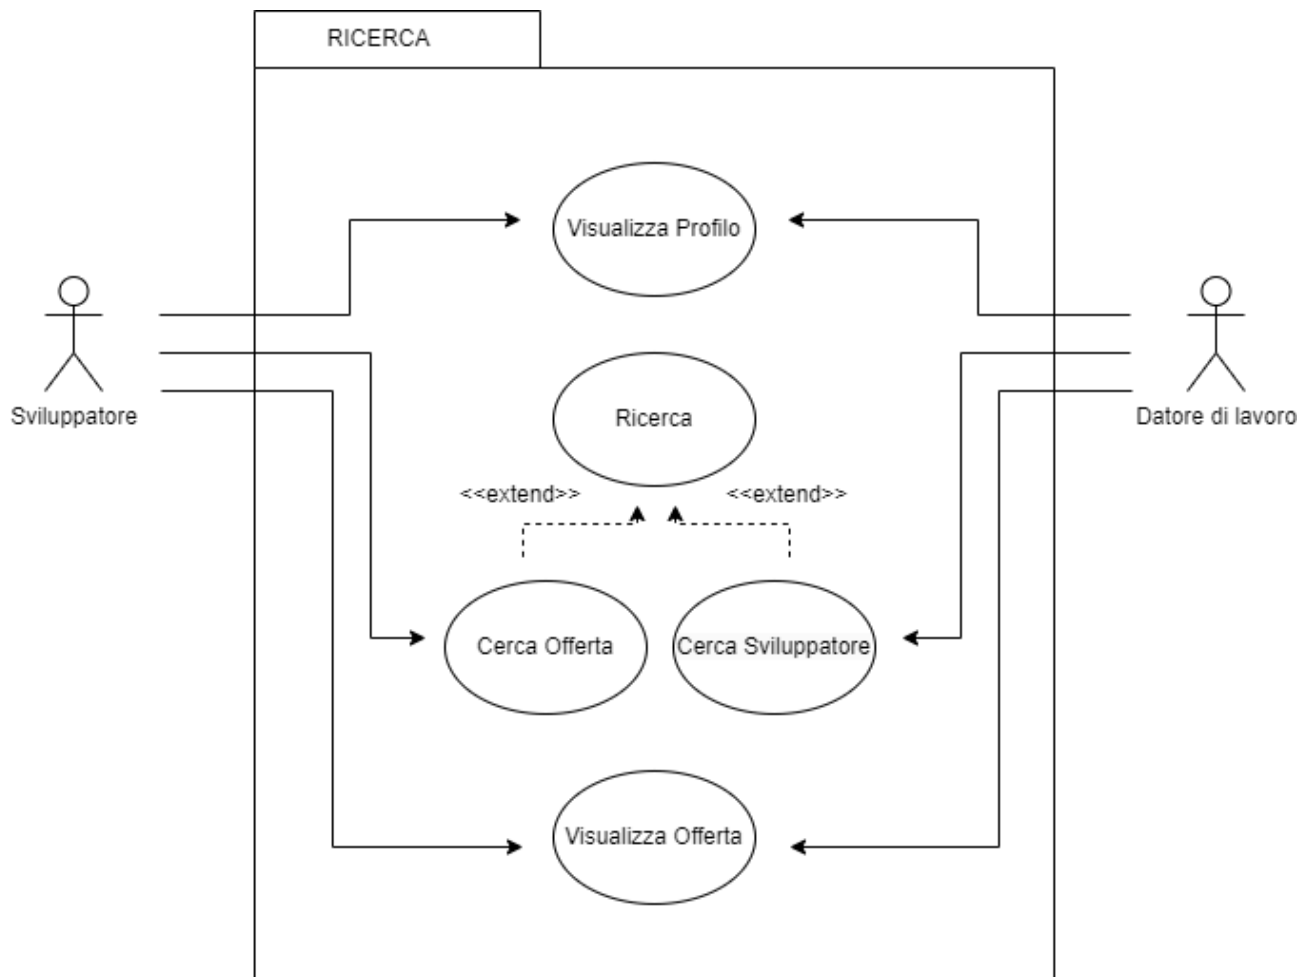 RICERCA
Visualizza Profilo
Sviluppatore
Datore di lavoro
Ricerca
<<extend>>
<<extend>>
Cerca Offerta
Cerca Sviluppatore
Visualizza Offerta